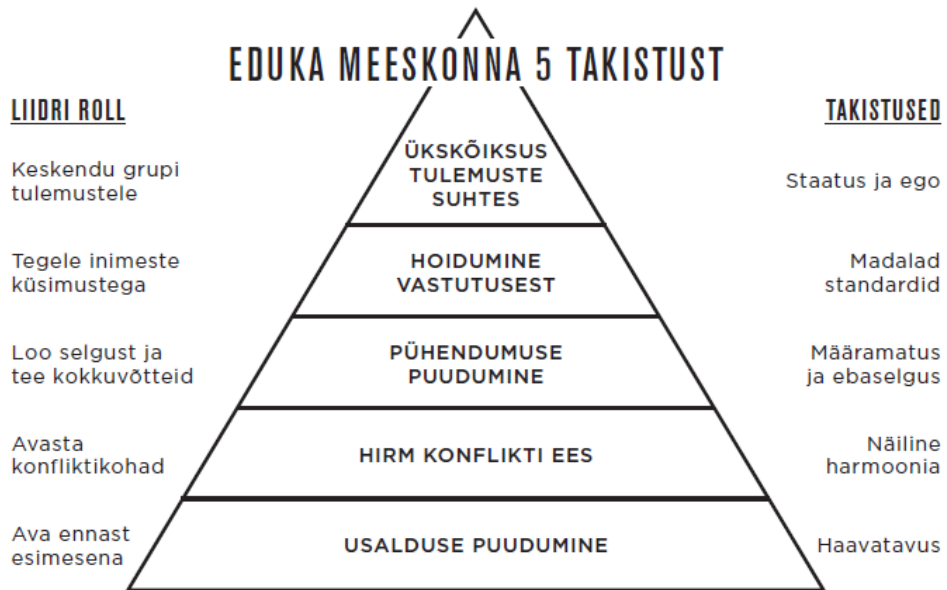 EDUKA MEESKONNA 5 TAKISTUST
LIIDRI ROLL
TAKISTUSED
Keskendu grupi
tulemustele
ÜKSKÕIKSUS
TULEMUSTE
SUHTES
Staatus ja ego
Tegele inimeste
küsimustega
HOIDUMINE
VASTUTUSEST
Madalad
standardid
Loo selgust ja
tee kokkuvõtteid
PÜHENDUMUSE
PUUDUMINE
Määramatus
ja ebaselgus
Avasta
konfliktikohad
HIRM KONFLIKTI EES
Näiline
harmoonia
Ava ennast
esimesena
USALDUSE PUUDUMINE
Haavatavus